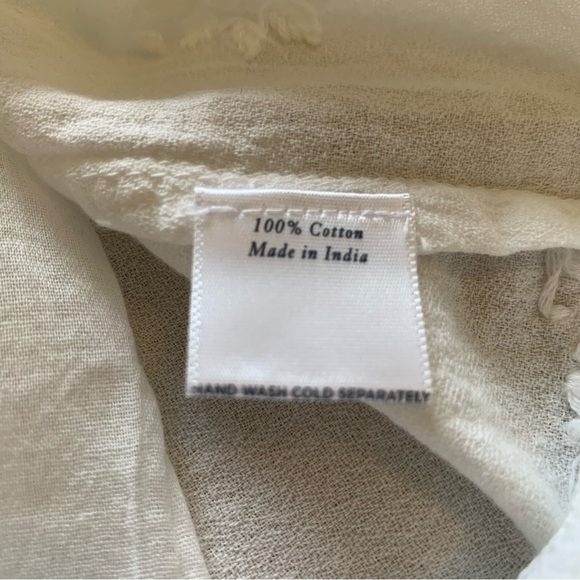 100% Cotton
Made in India
HAND WASH COLD SEPARATELY